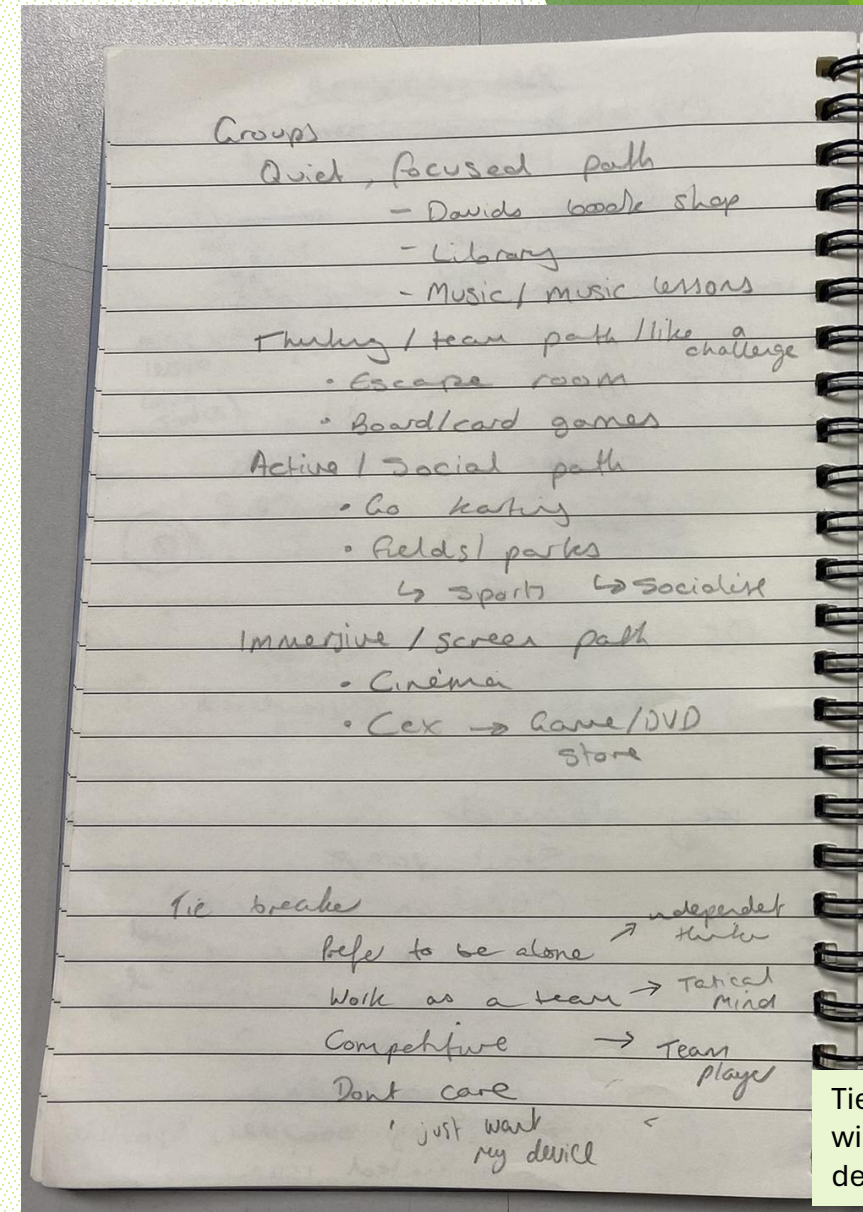 Groups
Quiet, focused path
- Davids book shop
- Library
- Music / music lessons
Thinking / team path / like a challenge
• Escape room
• Board/card games
Active / Social path
• Go karting
• fields / parks
↳ Sports ↳ Socialise
Immersive / screen path
• Cinema
• Cex → Game/DVD
store
Tie breaker
Prefer to be alone ↗ independet
thinker
Work as a team → Tatical
Mind
Competitive → Team
player
Dont care
' just want
my device
Tie
wi
de